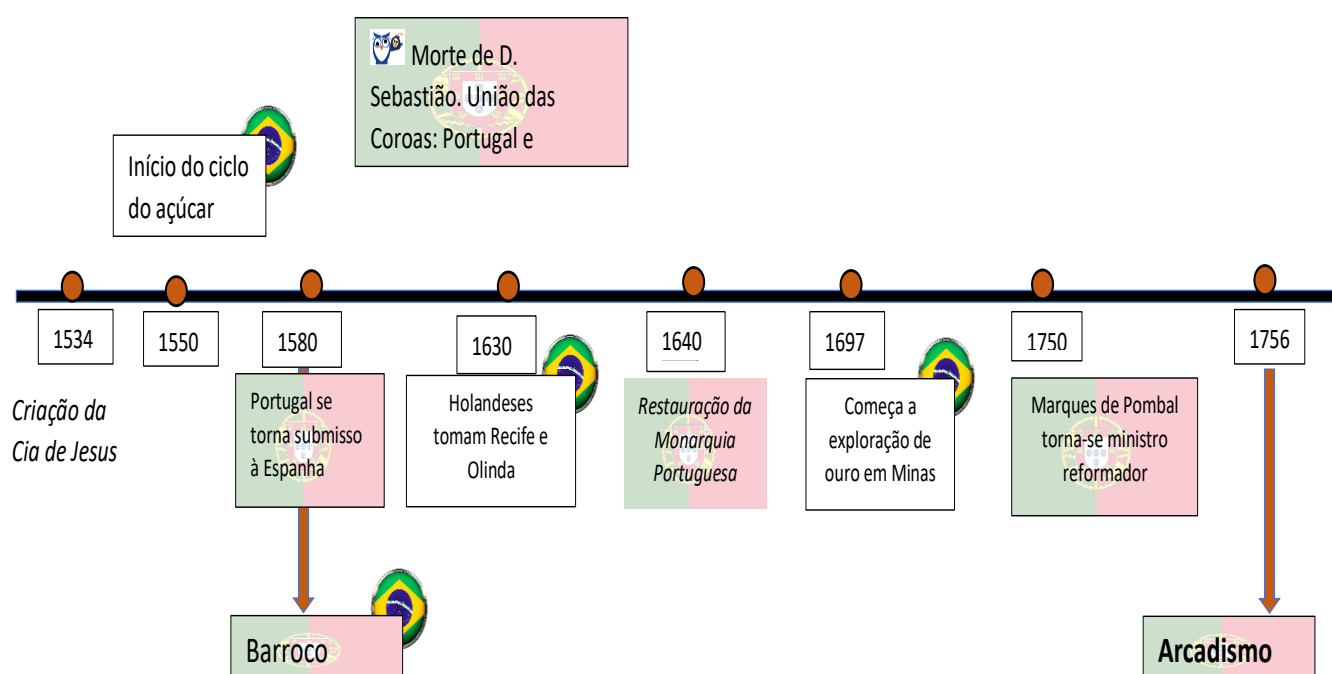 Morte de D.
Sebastião. União das
Coroas: Portugal e
Início do ciclo
do açúcar
1534
1550
1580
1630
1640
1697
1750
1756
Criação da
Cia de Jesus
Portugal se
torna submisso
à Espanha
Holandeses
tomam Recife e
Olinda
Restauração da
Monarquia
Portuguesa
Começa a
exploração de
ouro em Minas
Marques de Pombal
torna-se ministro
reformador
Barroco
Arcadismo